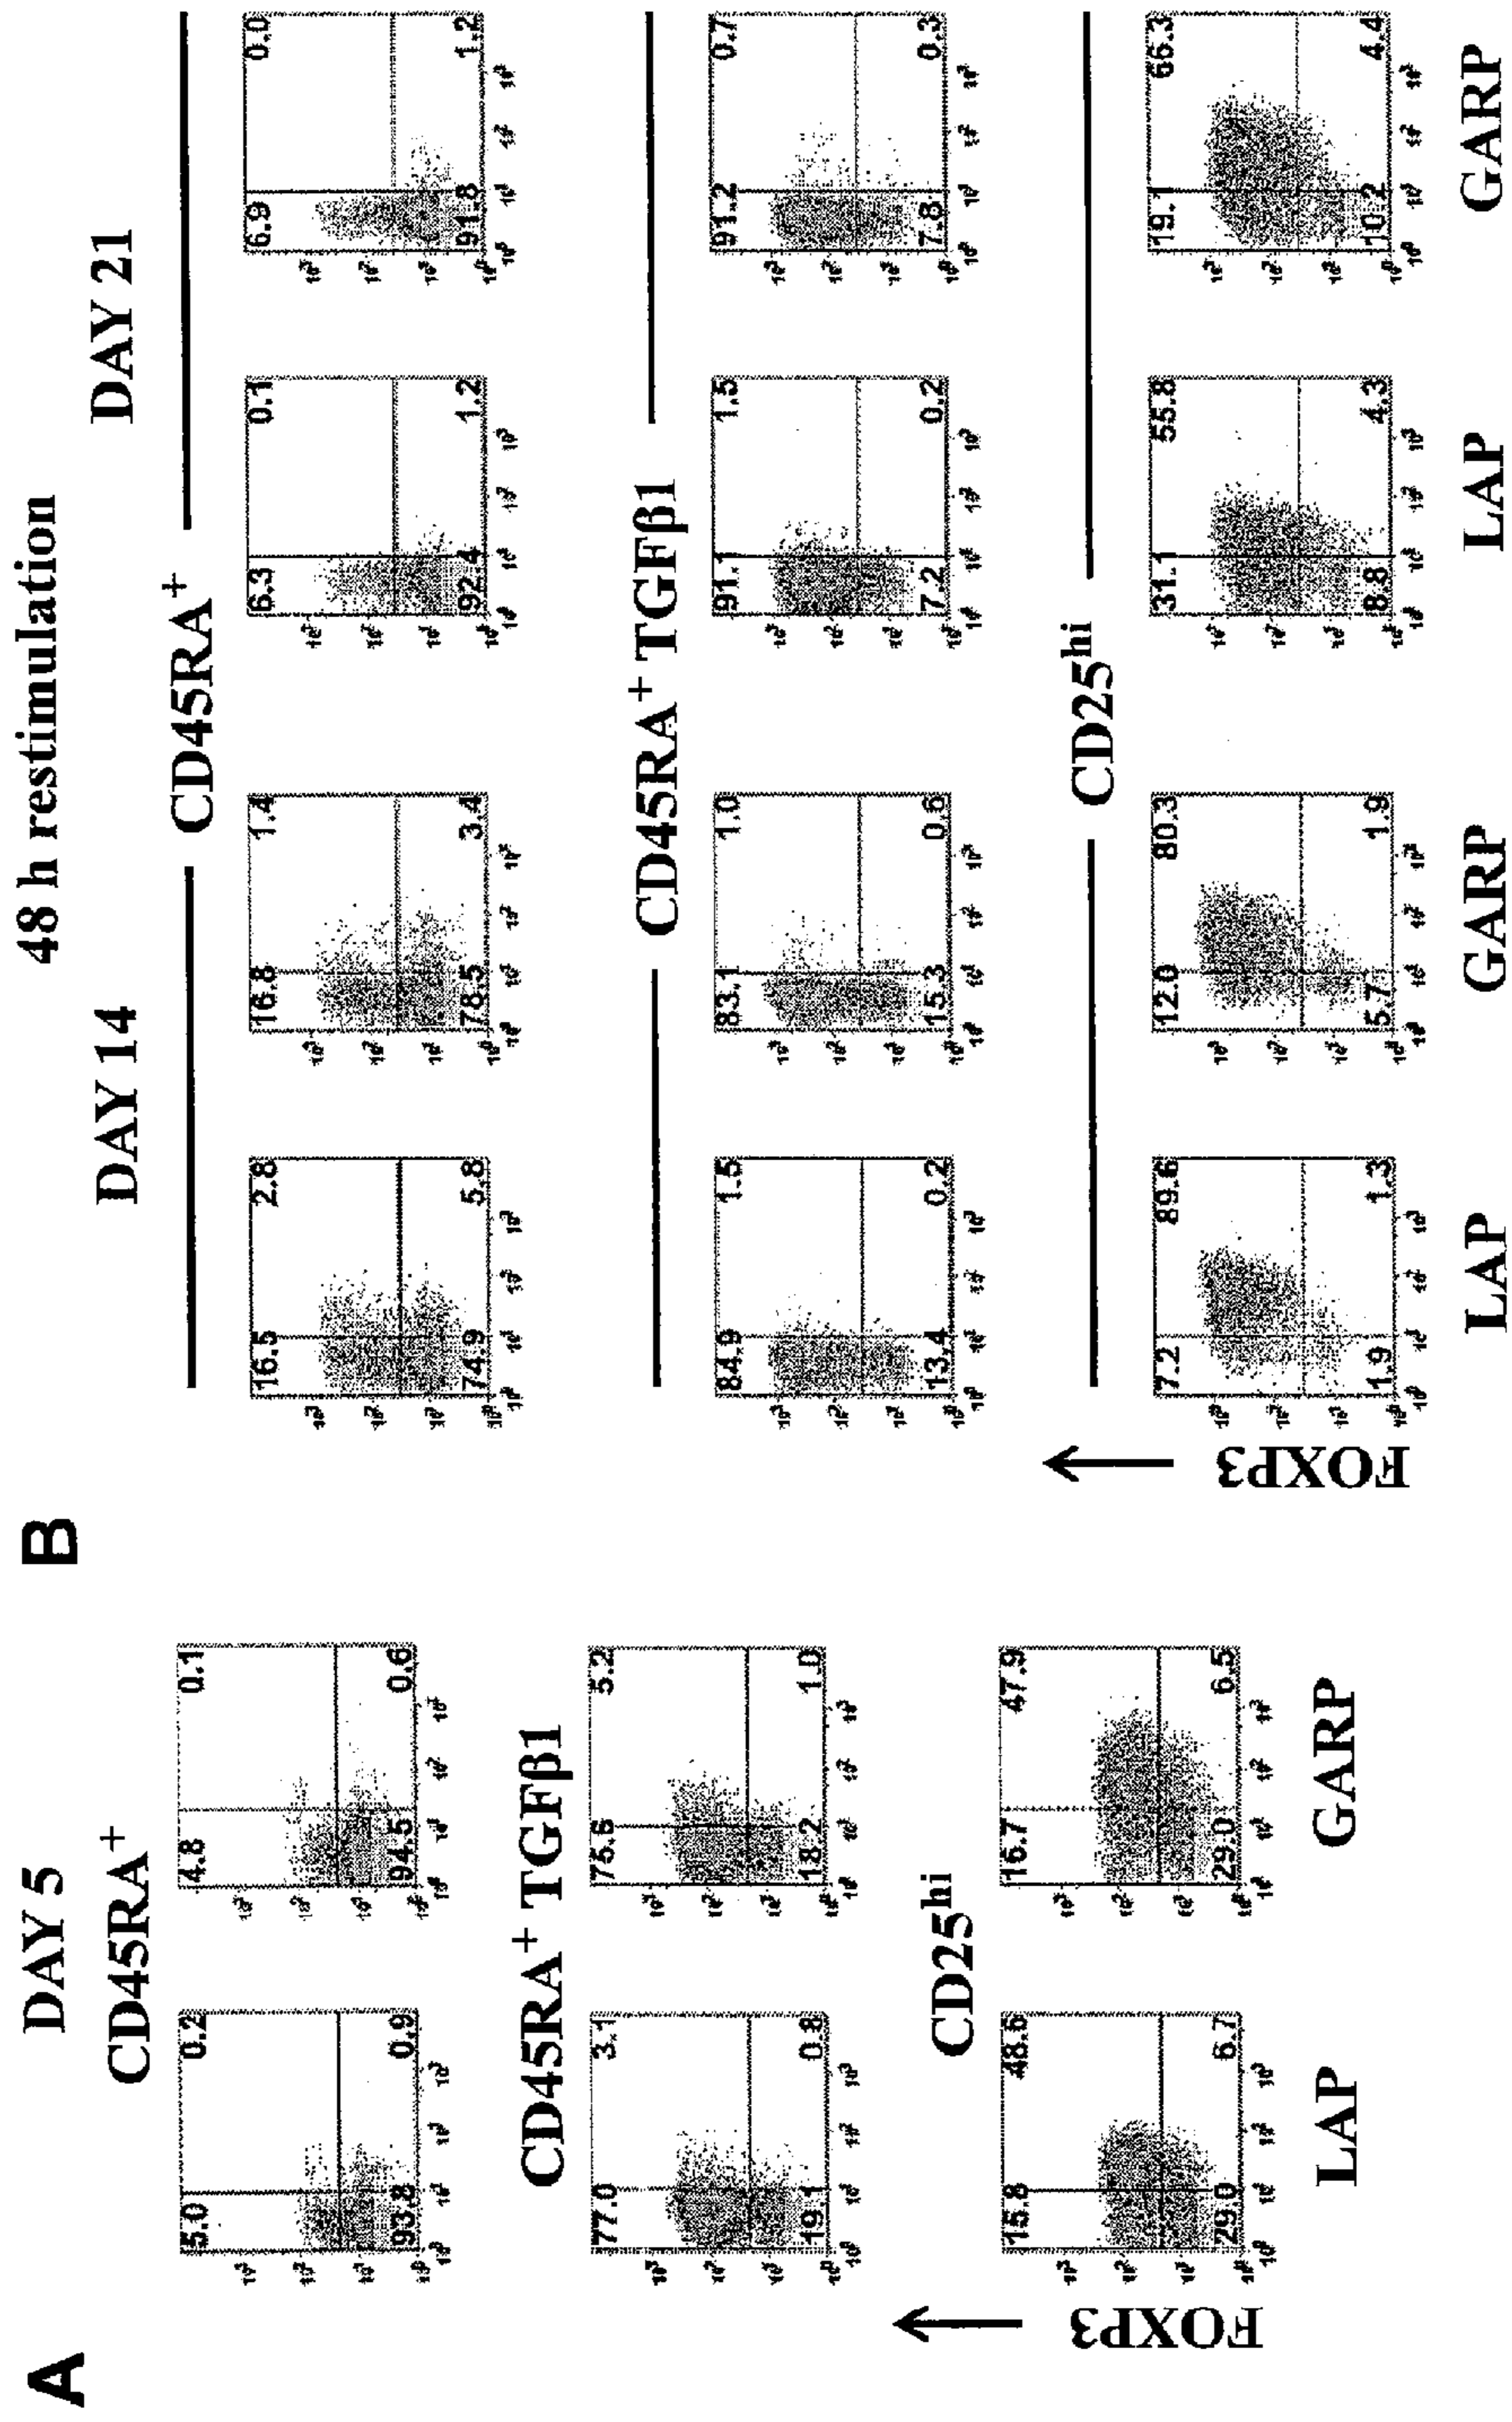 A
DAY 5
CD45RA+
5.0 0.2
93.8 0.9
4.8 0.1
94.5 0.6
CD45RA+ TGFβ1
77.0 3.1
19.1 0.8
75.6 5.2
18.2 1.0
CD25hi
15.8 48.6
29.0 6.7
16.7 47.9
29.0 6.5
FOXP3
LAP GARP
B
48 h restimulation
DAY 14 DAY 21
CD45RA+
16.5 2.8
74.9 5.8
16.8 1.4
78.5 3.4
6.3 0.1
92.4 1.2
6.9 0.0
91.8 1.2
CD45RA+ TGFβ1
84.9 1.5
13.4 0.2
83.1 1.0
15.3 0.6
91.1 1.5
7.2 0.2
91.2 0.7
7.8 0.3
CD25hi
7.2 89.6
1.9 1.3
12.0 80.3
5.7 1.9
31.1 55.8
8.8 4.3
19.1 66.3
10.2 4.4
FOXP3
LAP GARP LAP GARP